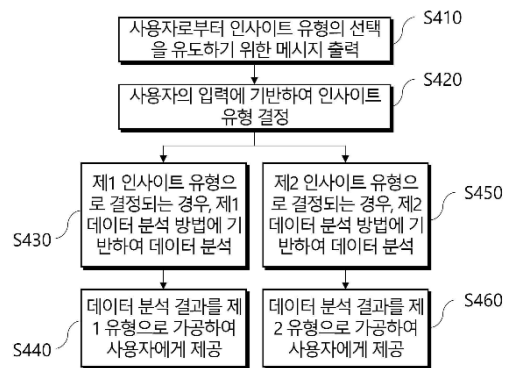 사용자로부터 인사이트 유형의 선택
을 유도하기 위한 메시지 출력
S410
사용자의 입력에 기반하여 인사이트
유형 결정
S420
제1 인사이트 유형으
로 결정되는 경우, 제1
데이터 분석 방법에 기
반하여 데이터 분석
S430
제2 인사이트 유형으
로 결정되는 경우, 제2
데이터 분석 방법에 기
반하여 데이터 분석
S450
데이터 분석 결과를 제
1 유형으로 가공하여
사용자에게 제공
S440
데이터 분석 결과를 제
2 유형으로 가공하여
사용자에게 제공
S460